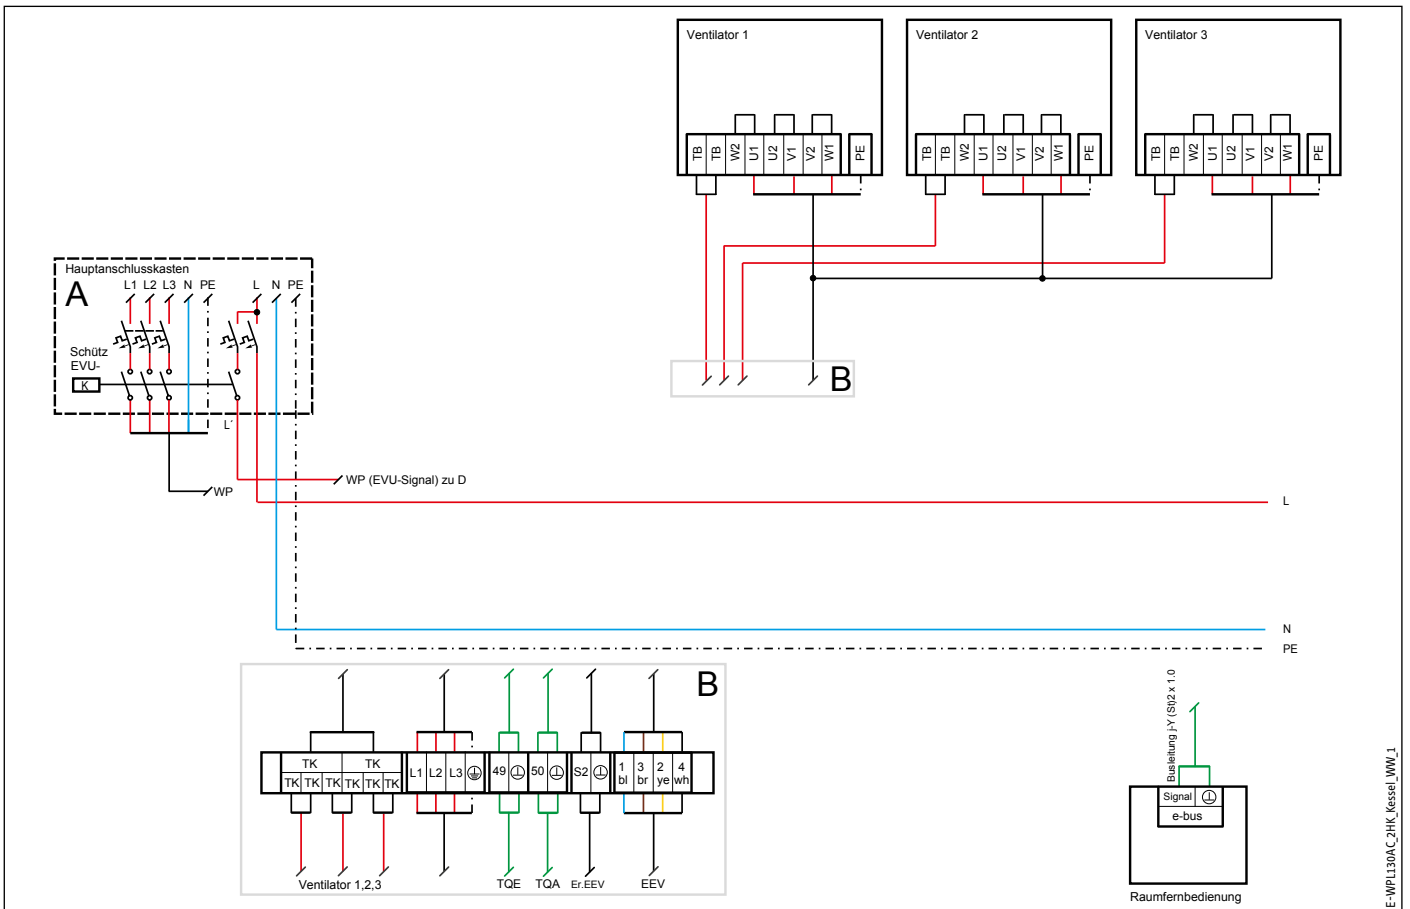 Ventilator 1
Ventilator 2
Ventilator 3
TB TB W2 U1 U2 V1 V2 W1 PE
TB TB W2 U1 U2 V1 V2 W1 PE
TB TB W2 U1 U2 V1 V2 W1 PE
Hauptanschlusskasten
A
L1 L2 L3 N PE
L N PE
Schütz
EVU-
K
L´
B
WP (EVU-Signal) zu D
WP
L
N
PE
B
TK TK
TK TK TK TK TK TK
L1 L2 L3
49
50
S2
1 3 2 4
bl br ye wh
Ventilator 1,2,3
TQE
TQA
Er.EEV
EEV
Busleitung j-Y (St)2 x 1.0
Signal
e-bus
Raumfernbedienung
E-WPL130AC_2HK_Kessel_WW_1